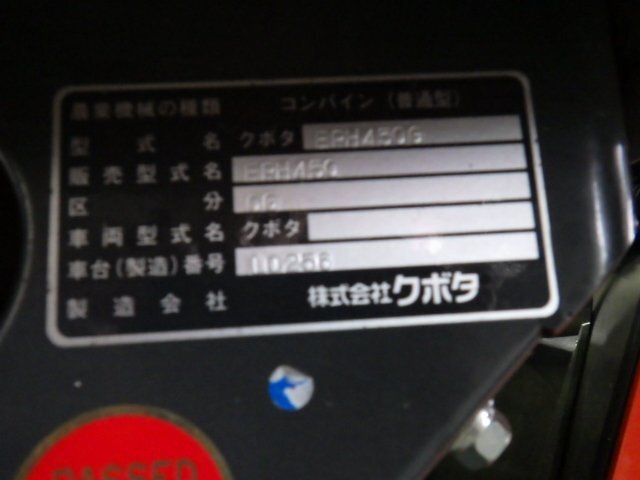 農業機械の種類 コンバイン (普通型)
型式名 クボタ ERH450G
販売型式名 ERH450
区分 GG
車両型式名 クボタ
車台(製造)番号 10256
製造会社 株式会社クボタ
PASSED